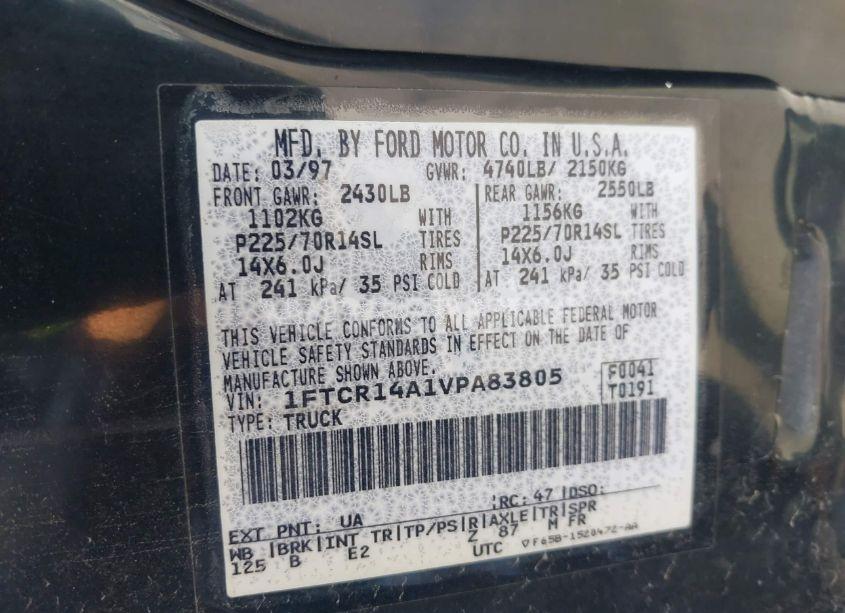 MFD. BY FORD MOTOR CO. IN U.S.A.
DATE: 03/97 GVWR: 4740LB/ 2150KG
FRONT GAWR: 2430LB REAR GAWR: 2550LB
1102KG WITH 1156KG WITH
P225/70R14SL TIRES P225/70R14SL TIRES
14X6.0J RIMS 14X6.0J RIMS
AT 241 kPa/ 35 PSI COLD AT 241 kPa/ 35 PSI COLD
THIS VEHICLE CONFORMS TO ALL APPLICABLE FEDERAL MOTOR
VEHICLE SAFETY STANDARDS IN EFFECT ON THE DATE OF
MANUFACTURE SHOWN ABOVE.
VIN: 1FTCR14A1VPA83805 F0041
TYPE: TRUCK T0191
EXT PNT: UA RC: 47 DSO:
WB BRK INT TR TP/PS R AXLE TR SPR
125 B E2 Z 87 M FR
UTC ▽F65B-1520472-AA